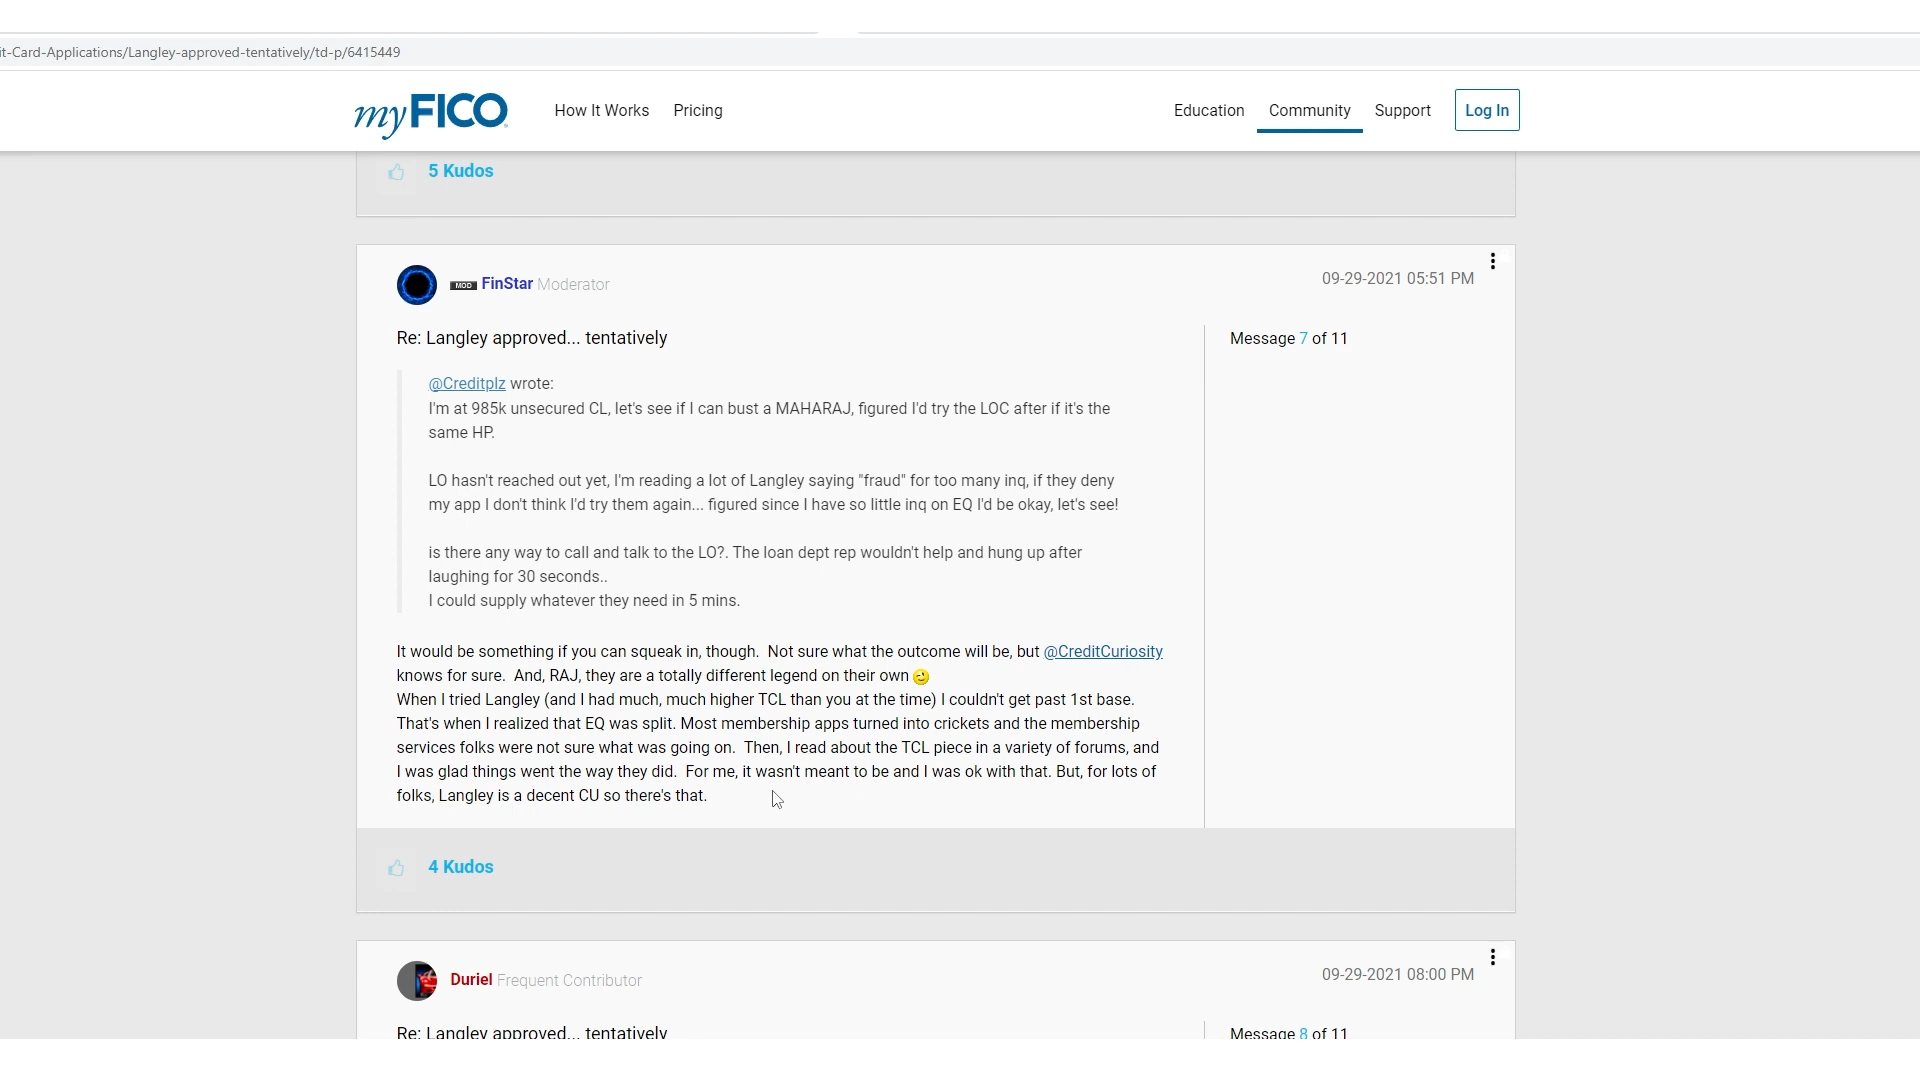 it-Card-Applications/Langley-approved-tentatively/td-p/6415449
myFICO How It Works Pricing Education Community Support Log In
5 Kudos
MOD FinStar Moderator 09-29-2021 05:51 PM
Re: Langley approved... tentatively Message 7 of 11
@Creditplz wrote:
I'm at 985k unsecured CL, let's see if I can bust a MAHARAJ, figured I'd try the LOC after if it's the
same HP.
LO hasn't reached out yet, I'm reading a lot of Langley saying "fraud" for too many inq, if they deny
my app I don't think I'd try them again... figured since I have so little inq on EQ I'd be okay, let's see!
is there any way to call and talk to the LO?. The loan dept rep wouldn't help and hung up after
laughing for 30 seconds..
I could supply whatever they need in 5 mins.
It would be something if you can squeak in, though. Not sure what the outcome will be, but @CreditCuriosity
knows for sure. And, RAJ, they are a totally different legend on their own
When I tried Langley (and I had much, much higher TCL than you at the time) I couldn't get past 1st base.
That's when I realized that EQ was split. Most membership apps turned into crickets and the membership
services folks were not sure what was going on. Then, I read about the TCL piece in a variety of forums, and
I was glad things went the way they did. For me, it wasn't meant to be and I was ok with that. But, for lots of
folks, Langley is a decent CU so there's that.
4 Kudos
Duriel Frequent Contributor 09-29-2021 08:00 PM
Re: Langley approved... tentatively Message 8 of 11